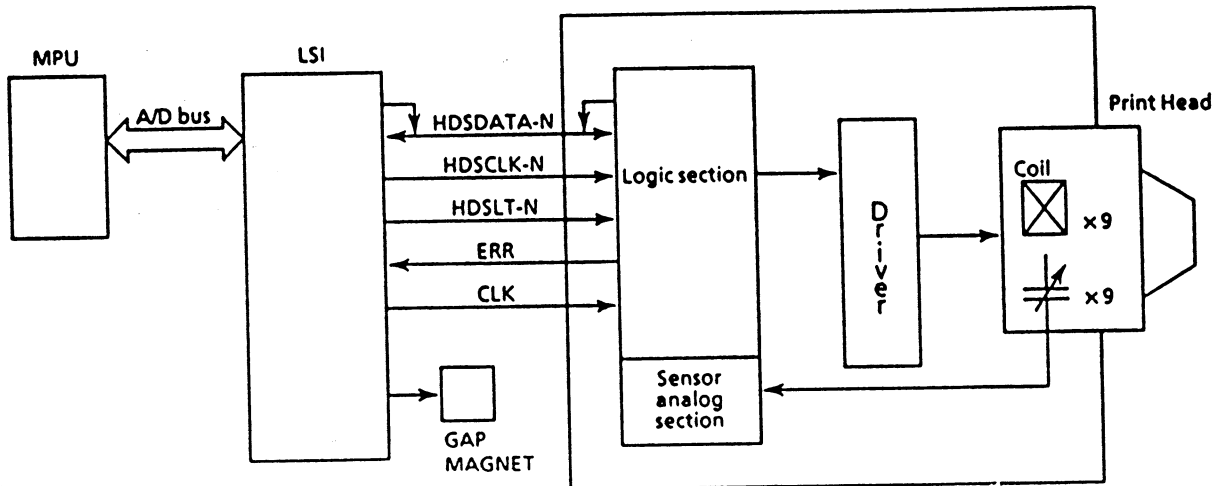 MPU
LSI
A/D bus
Print Head
HDSDATA-N
HDSCLK-N
HDSLT-N
ERR
CLK
Logic section
Driver
Coil
×9
×9
Sensor
analog
section
GAP
MAGNET